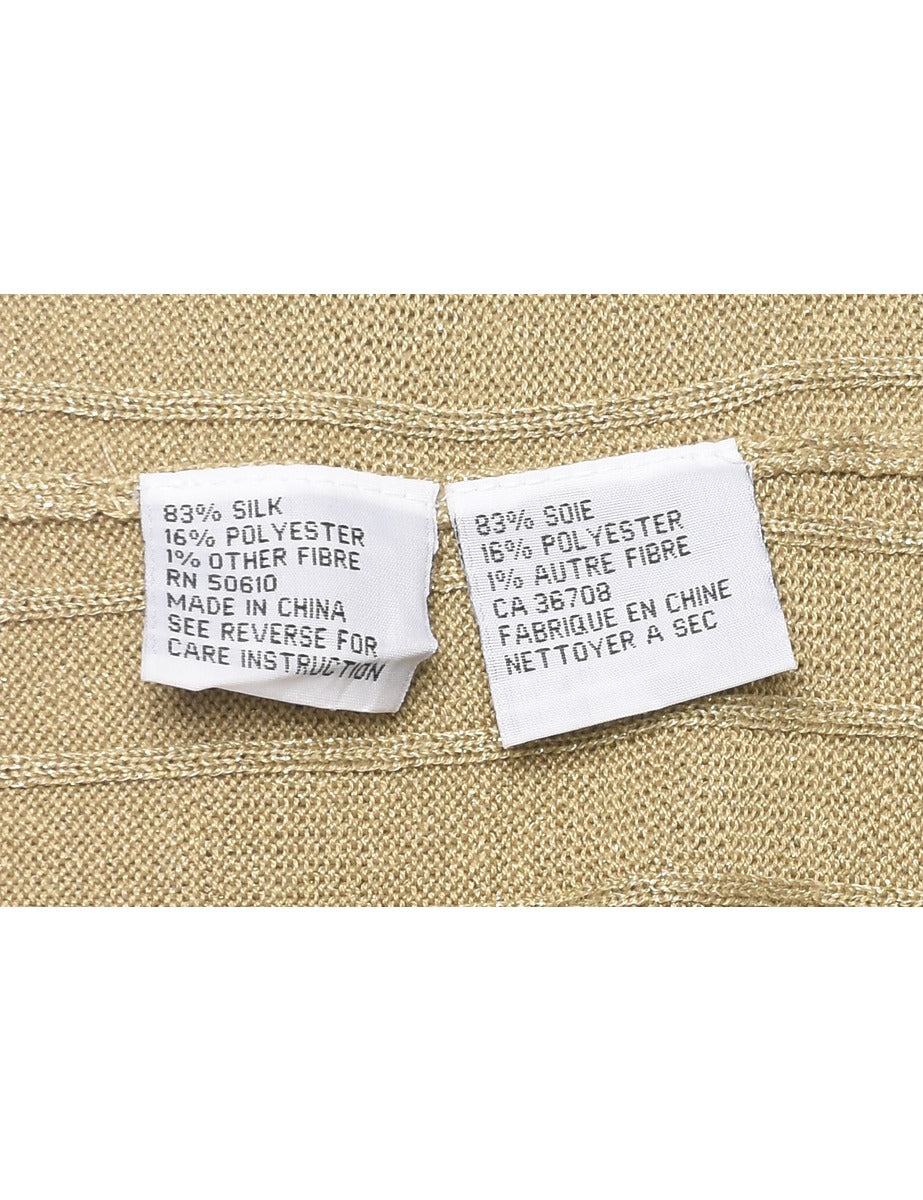 83% SILK
16% POLYESTER
1% OTHER FIBRE
RN 50610
MADE IN CHINA
SEE REVERSE FOR
CARE INSTRUCTION
83% SOIE
16% POLYESTER
1% AUTRE FIBRE
CA 36708
FABRIQUE EN CHINE
NETTOYER A SEC